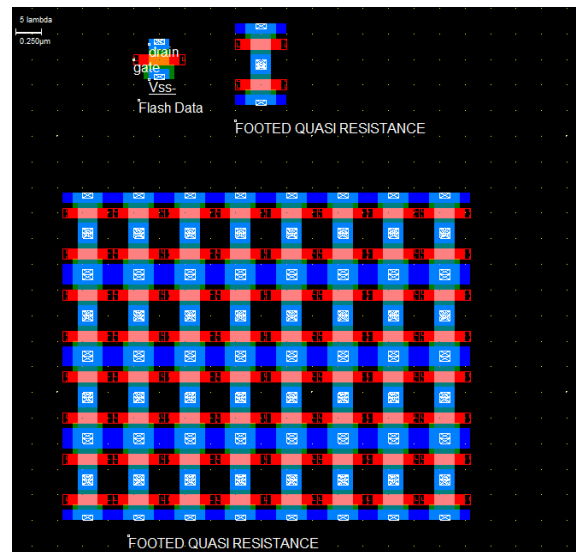 5 lambda
0.250µm
drain
gate
Vss-
Flash Data
FOOTED QUASI RESISTANCE
FOOTED QUASI RESISTANCE